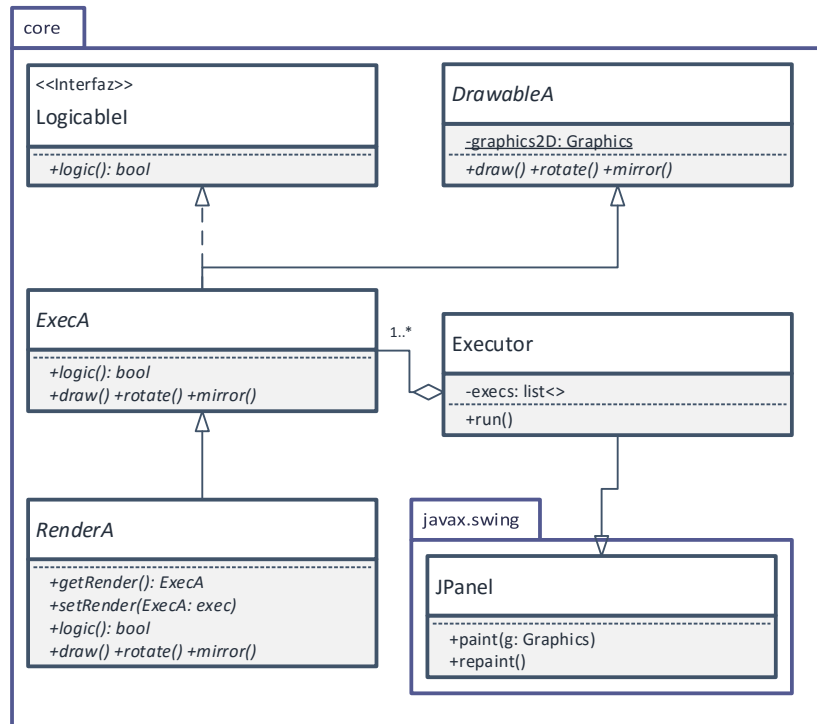 core
<<Interfaz>>
LogicableI
+logic(): bool
DrawableA
-graphics2D: Graphics
+draw() +rotate() +mirror()
ExecA
+logic(): bool
+draw() +rotate() +mirror()
1..*
Executor
-execs: list<>
+run()
RenderA
+getRender(): ExecA
+setRender(ExecA: exec)
+logic(): bool
+draw() +rotate() +mirror()
javax.swing
JPanel
+paint(g: Graphics)
+repaint()